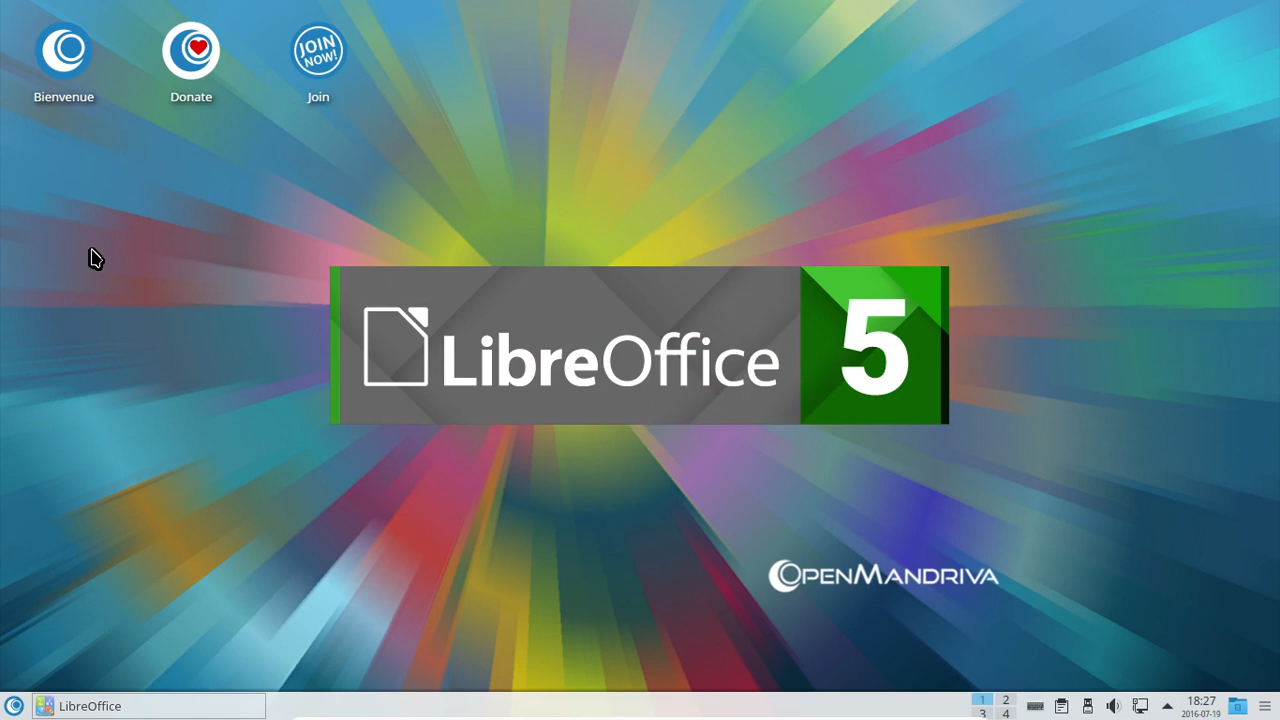 Bienvenue
Donate
JOIN NOW!
Join
LibreOffice 5
OpenMandriva
LibreOffice
1 2
3 4
18:27
2016-07-19